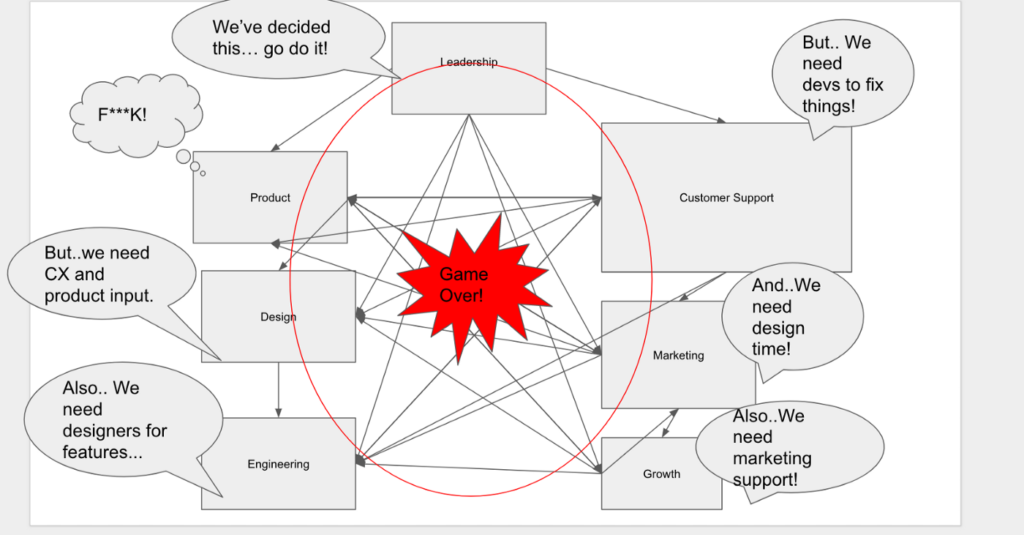 We've decided
this... go do it!
Leadership
But.. We
need
devs to fix
things!
F***K!
Product
Customer Support
But..we need
CX and
product input.
Game
Over!
Design
And..We
need
design
time!
Marketing
Also.. We
need
designers for
features...
Engineering
Also..We
need
marketing
support!
Growth